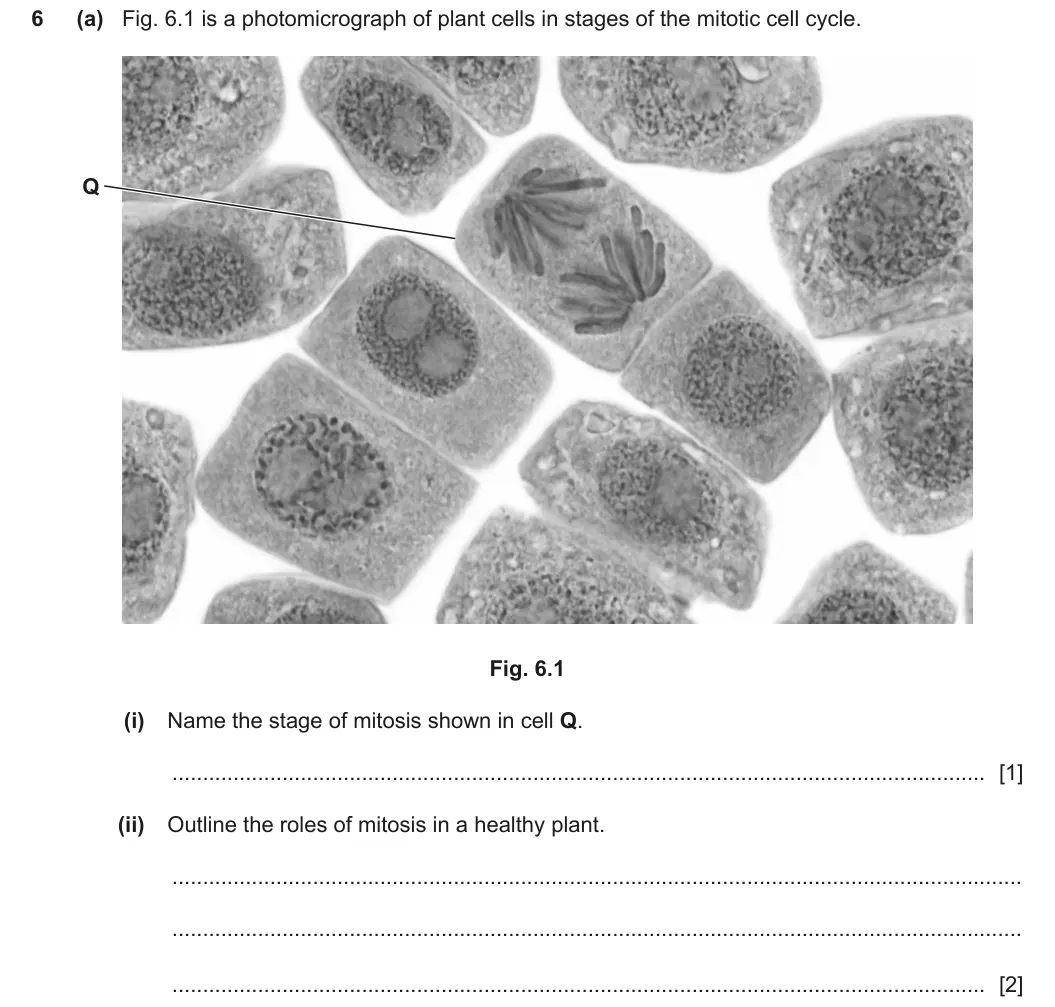 6 (a) Fig. 6.1 is a photomicrograph of plant cells in stages of the mitotic cell cycle.
Q
Fig. 6.1
(i) Name the stage of mitosis shown in cell Q.
[1]
(ii) Outline the roles of mitosis in a healthy plant.
[2]